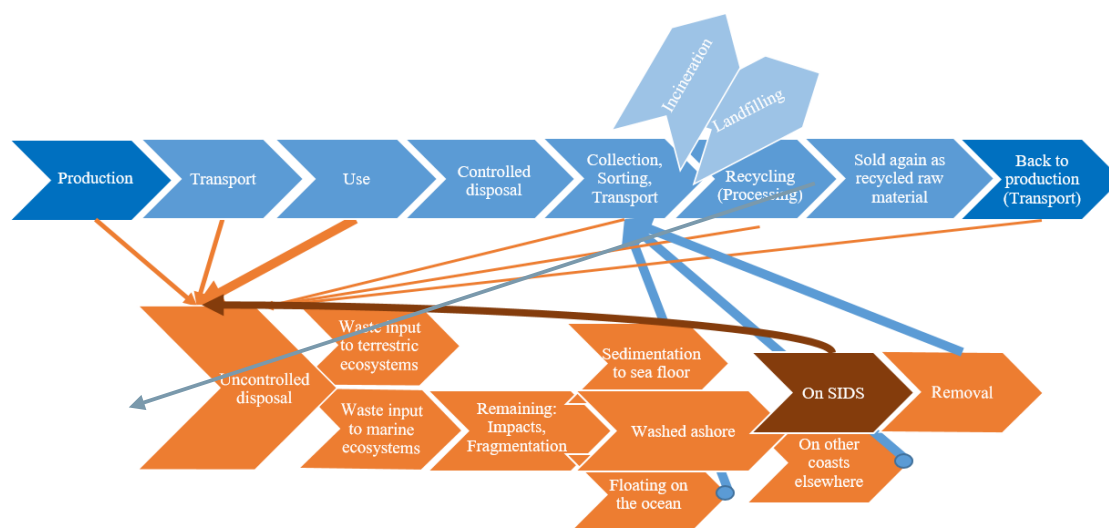 Incineration
Landfilling
Production
Transport
Use
Controlled
disposal
Collection,
Sorting,
Transport
Recycling
(Processing)
Sold again as
recycled raw
material
Back to
production
(Transport)
Uncontrolled
disposal
Waste input
to terrestric
ecosystems
Waste input
to marine
ecosystems
Remaining:
Impacts,
Fragmentation
Sedimentation
to sea floor
Washed ashore
Floating on
the ocean
On SIDS
On other
coasts
elsewhere
Removal